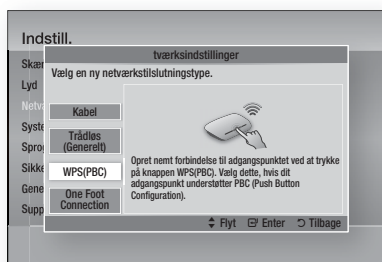 Indstill.
tværksindstillinger
Skær
Vælg en ny netværkstilslutningstype.
Lyd
Netv
Kabel
Syste
Trådløs
(Generelt)
Sprog
Sikke
WPS(PBC)
Opret nemt forbindelse til adgangspunktet ved at trykke
på knappen WPS(PBC). Vælg dette, hvis dit
adgangspunkt understøtter PBC (Push Button
Configuration).
Gene
One Foot
Connection
Supp
Flyt Enter Tilbage